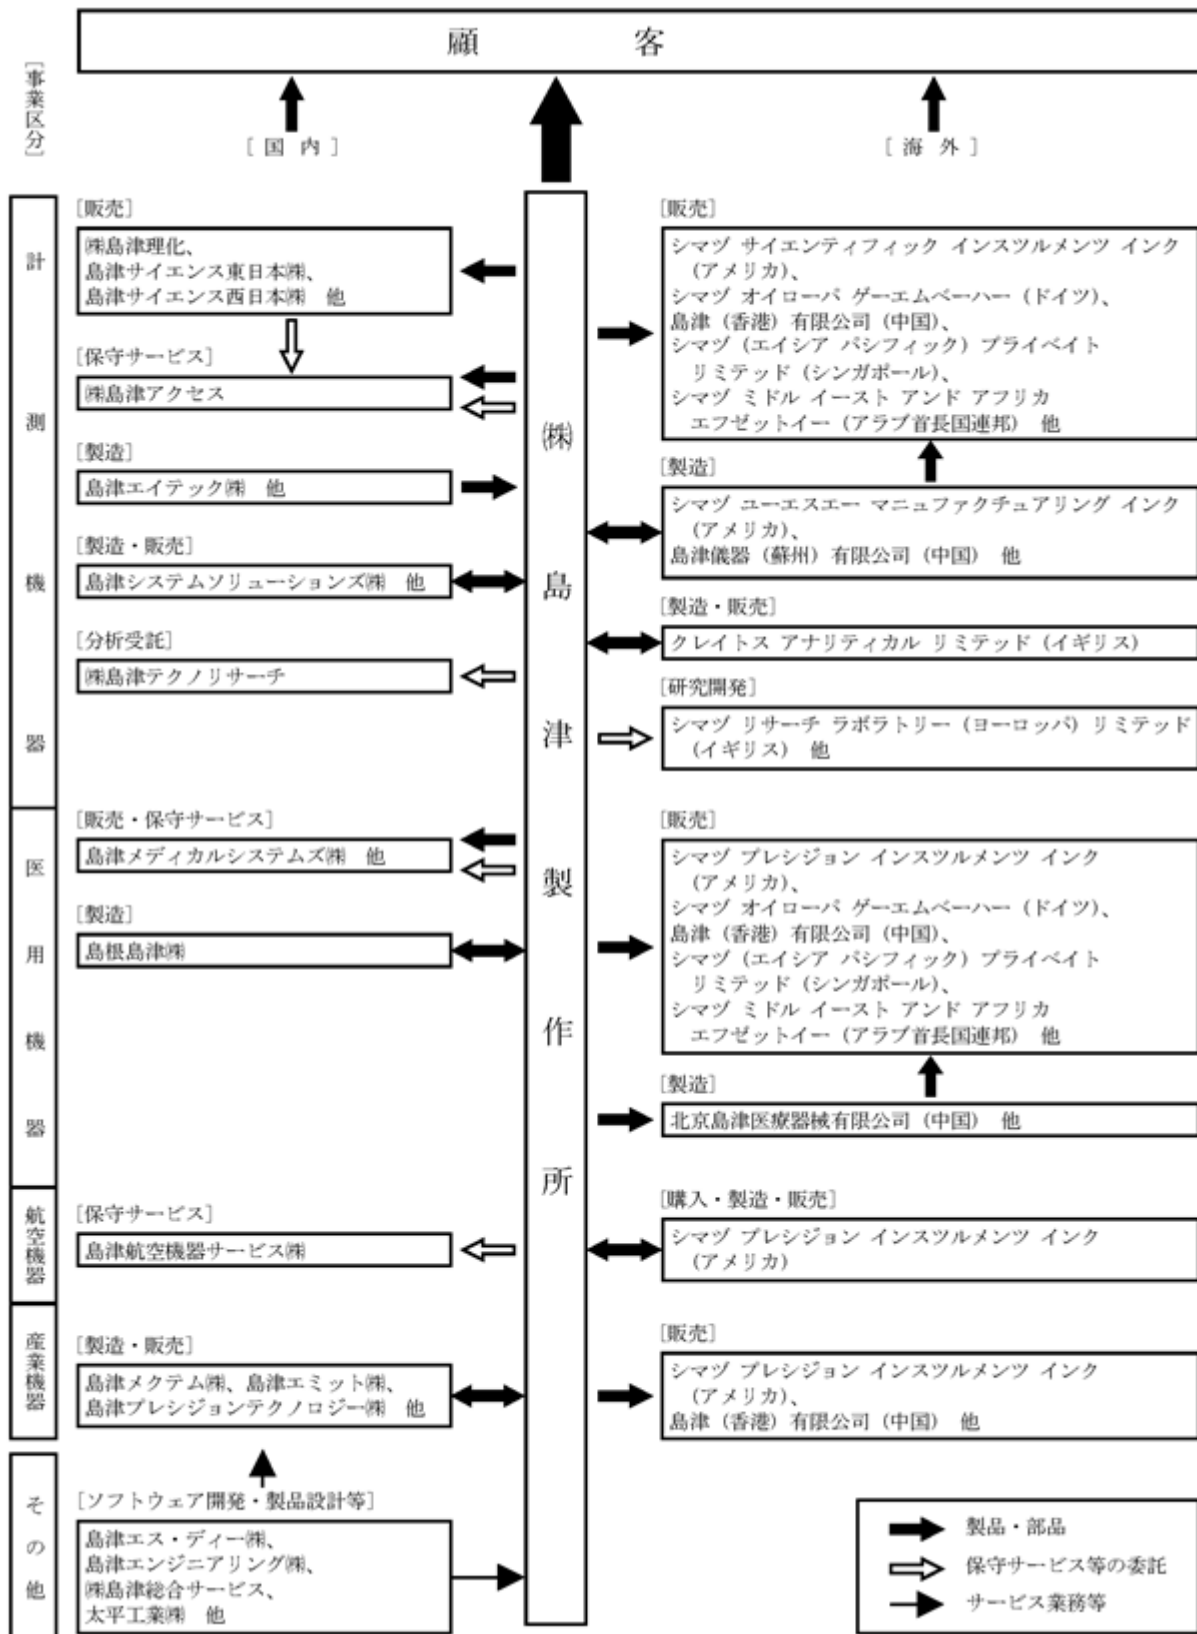 顧客
[事業区分]
[国内]
[海外]
計測機器
[販売]
㈱島津理化、
島津サイエンス東日本㈱、
島津サイエンス西日本㈱　他
[保守サービス]
㈱島津アクセス
[製造]
島津エイテック㈱　他
[製造・販売]
島津システムソリューションズ㈱　他
[分析受託]
㈱島津テクノリサーチ
医用機器
[販売・保守サービス]
島津メディカルシステムズ㈱　他
[製造]
島根島津㈱
航空機器
[保守サービス]
島津航空機器サービス㈱
産業機器
[製造・販売]
島津メクテム㈱、島津エミット㈱、
島津プレシジョンテクノロジー㈱　他
その他
[ソフトウェア開発・製品設計等]
島津エス・ディー㈱、
島津エンジニアリング㈱、
㈱島津総合サービス、
太平工業㈱　他
㈱島津製作所
[販売]
シマヅ サイエンティフィック インスツルメンツ インク
(アメリカ)、
シマヅ オイローパ ゲーエムベーハー (ドイツ)、
島津 (香港) 有限公司 (中国)、
シマヅ (エイシア パシフィック) プライベイト
リミテッド (シンガポール)、
シマヅ ミドル イースト アンド アフリカ
エフゼットイー (アラブ首長国連邦)　他
[製造]
シマヅ ユーエスエー マニュファクチュアリング インク
(アメリカ)、
島津儀器 (蘇州) 有限公司 (中国)　他
[製造・販売]
クレイトス アナリティカル リミテッド (イギリス)
[研究開発]
シマヅ リサーチ ラボラトリー (ヨーロッパ) リミテッド
(イギリス)　他
[販売]
シマヅ プレシジョン インスツルメンツ インク
(アメリカ)、
シマヅ オイローパ ゲーエムベーハー (ドイツ)、
島津 (香港) 有限公司 (中国)、
シマヅ (エイシア パシフィック) プライベイト
リミテッド (シンガポール)、
シマヅ ミドル イースト アンド アフリカ
エフゼットイー (アラブ首長国連邦)　他
[製造]
北京島津医療器械有限公司 (中国)　他
[購入・製造・販売]
シマヅ プレシジョン インスツルメンツ インク
(アメリカ)
[販売]
シマヅ プレシジョン インスツルメンツ インク
(アメリカ)、
島津 (香港) 有限公司 (中国)　他
製品・部品
保守サービス等の委託
サービス業務等